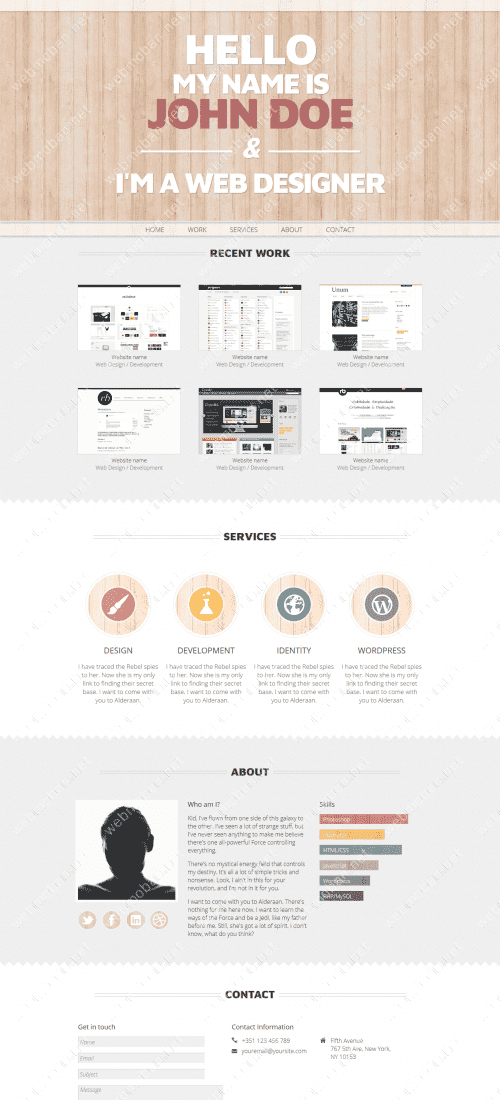 HELLO
MY NAME IS
JOHN DOE
&
I'M A WEB DESIGNER
HOME WORK SERVICES ABOUT CONTACT
RECENT WORK
Website name Website name Website name
Web Design / Development Web Design / Development Web Design / Development
Website name Website name Website name
Web Design / Development Web Design / Development Web Design / Development
SERVICES
DESIGN DEVELOPMENT IDENTITY WORDPRESS
I have traced the Rebel spies
to her. Now she is my only
link to finding their secret
base. I want to come with
you to Alderaan.
I have traced the Rebel spies
to her. Now she is my only
link to finding their secret
base. I want to come with
you to Alderaan.
I have traced the Rebel spies
to her. Now she is my only
link to finding their secret
base. I want to come with
you to Alderaan.
I have traced the Rebel spies
to her. Now she is my only
link to finding their secret
base. I want to come with
you to Alderaan.
ABOUT
Who am I?
Kid, I've flown from one side of this galaxy to
the other. I've seen a lot of strange stuff, but
I've never seen anything to make me believe
there's one all-powerful Force controlling
everything.
There's no mystical energy field that controls
my destiny. It's all a lot of simple tricks and
nonsense. Look, I ain't in this for your
revolution, and I'm not in it for you.
I want to come with you to Alderaan. There's
nothing for me here now. I want to learn the
ways of the Force and be a Jedi, like my father
before me. Still, she's got a lot of spirit. I don't
know, what do you think?
Skills
Photoshop
HTML/CSS
JavaScript
Wordpress
PHP/MySQL
CONTACT
Get in touch
Name
Email
Subject
Message
Contact Information
+351 123 456 789
youremail@yoursite.com
Fifth Avenue
767 5th Ave, New York,
NY 10153